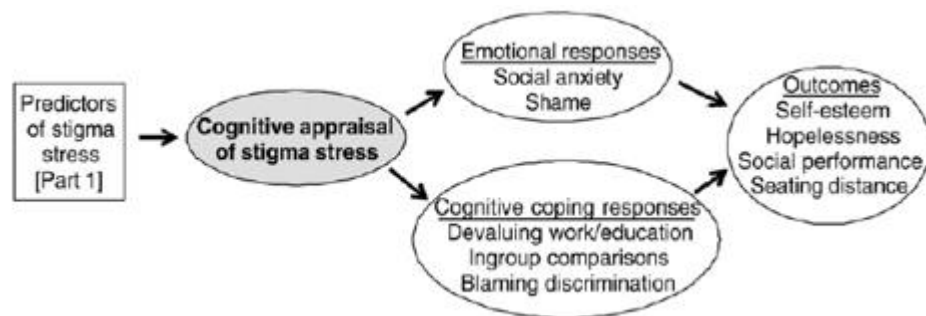 Predictors
of stigma
stress
[Part 1]
Cognitive appraisal
of stigma stress
Emotional responses
Social anxiety
Shame
Cognitive coping responses
Devaluing work/education
Ingroup comparisons
Blaming discrimination
Outcomes
Self-esteem
Hopelessness
Social performance
Seating distance